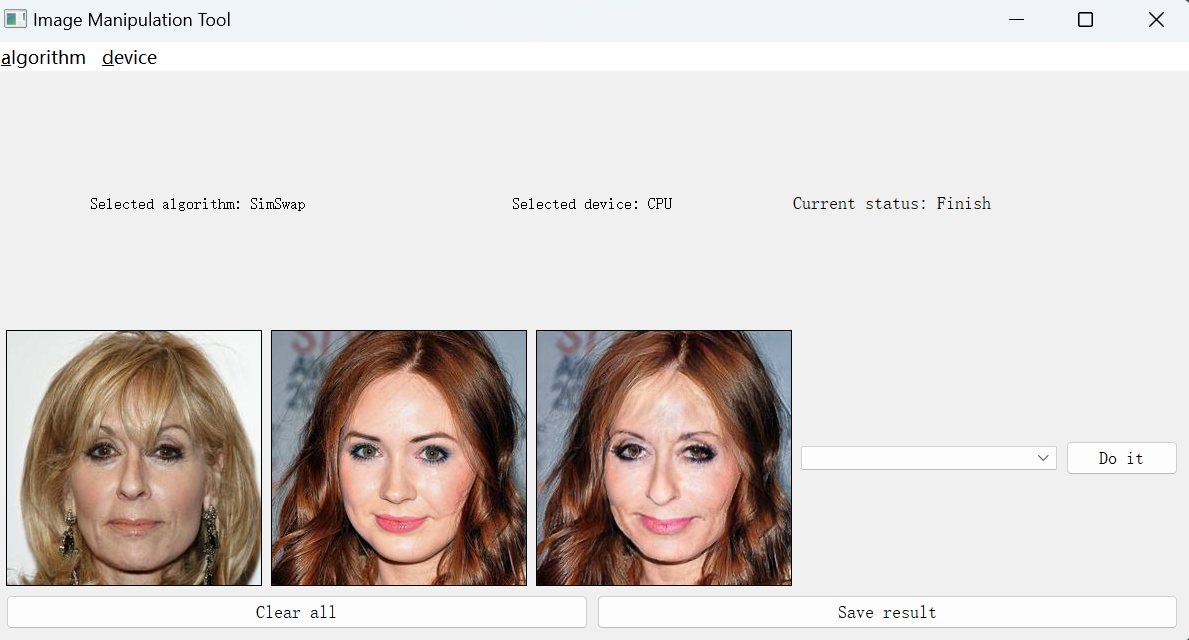 Image Manipulation Tool
algorithm device
Selected algorithm: SimSwap
Selected device: CPU
Current status: Finish
Do it
Clear all
Save result